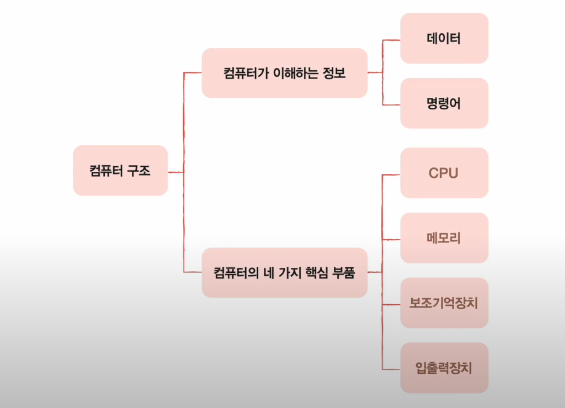 컴퓨터 구조
컴퓨터가 이해하는 정보
데이터
명령어
컴퓨터의 네 가지 핵심 부품
CPU
메모리
보조기억장치
입출력장치